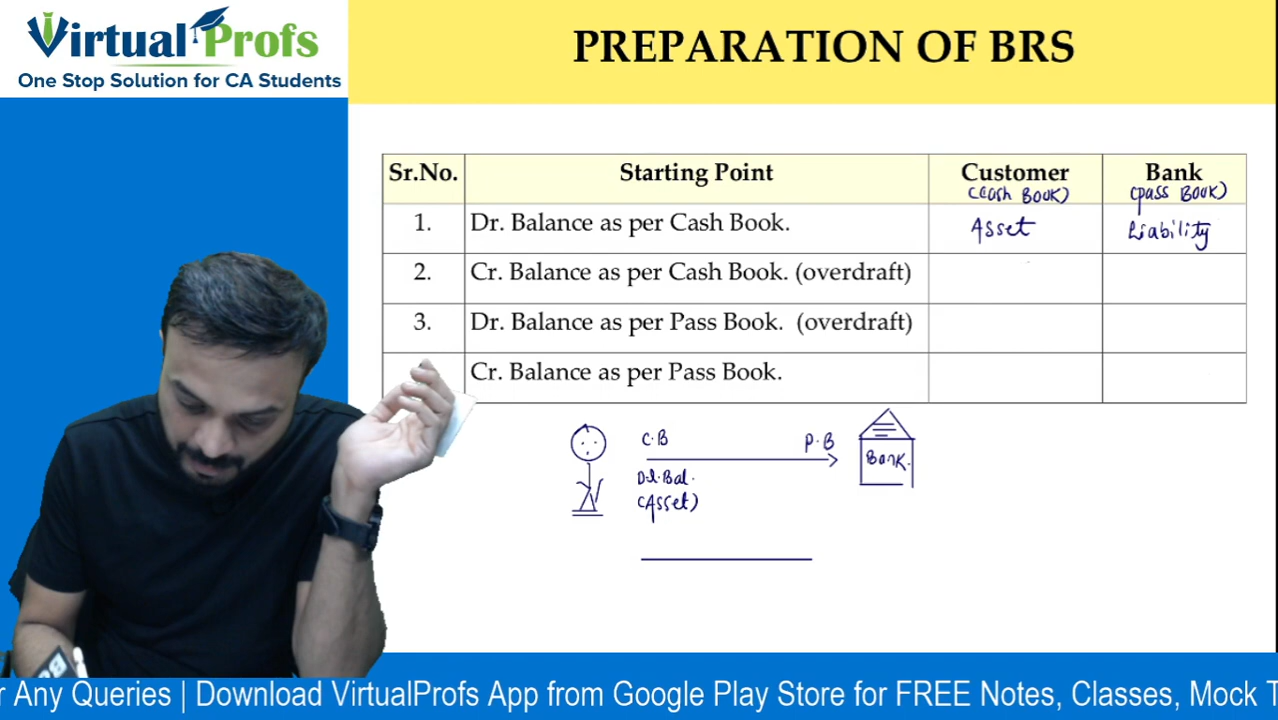 Virtual Profs
One Stop Solution for CA Students
PREPARATION OF BRS
Sr.No. Starting Point Customer Bank
(Cash Book) (Pass Book)
1. Dr. Balance as per Cash Book. Asset Liability
2. Cr. Balance as per Cash Book. (overdraft)
3. Dr. Balance as per Pass Book. (overdraft)
Cr. Balance as per Pass Book.
C.B P.B
Bank.
Dr. Bal.
(Asset)
r Any Queries | Download VirtualProfs App from Google Play Store for FREE Notes, Classes, Mock T